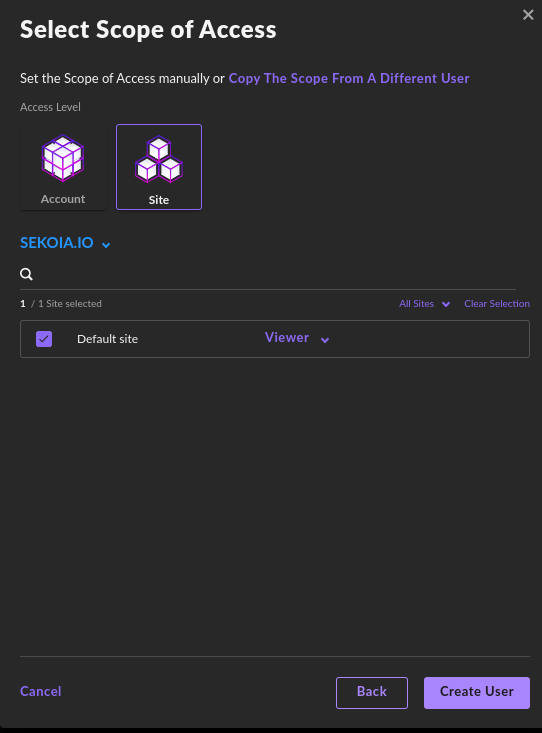 Select Scope of Access
Set the Scope of Access manually or Copy The Scope From A Different User
Access Level
Account
Site
SEKOIA.IO
1 / 1 Site selected
All Sites
Clear Selection
Default site
Viewer
Cancel
Back
Create User